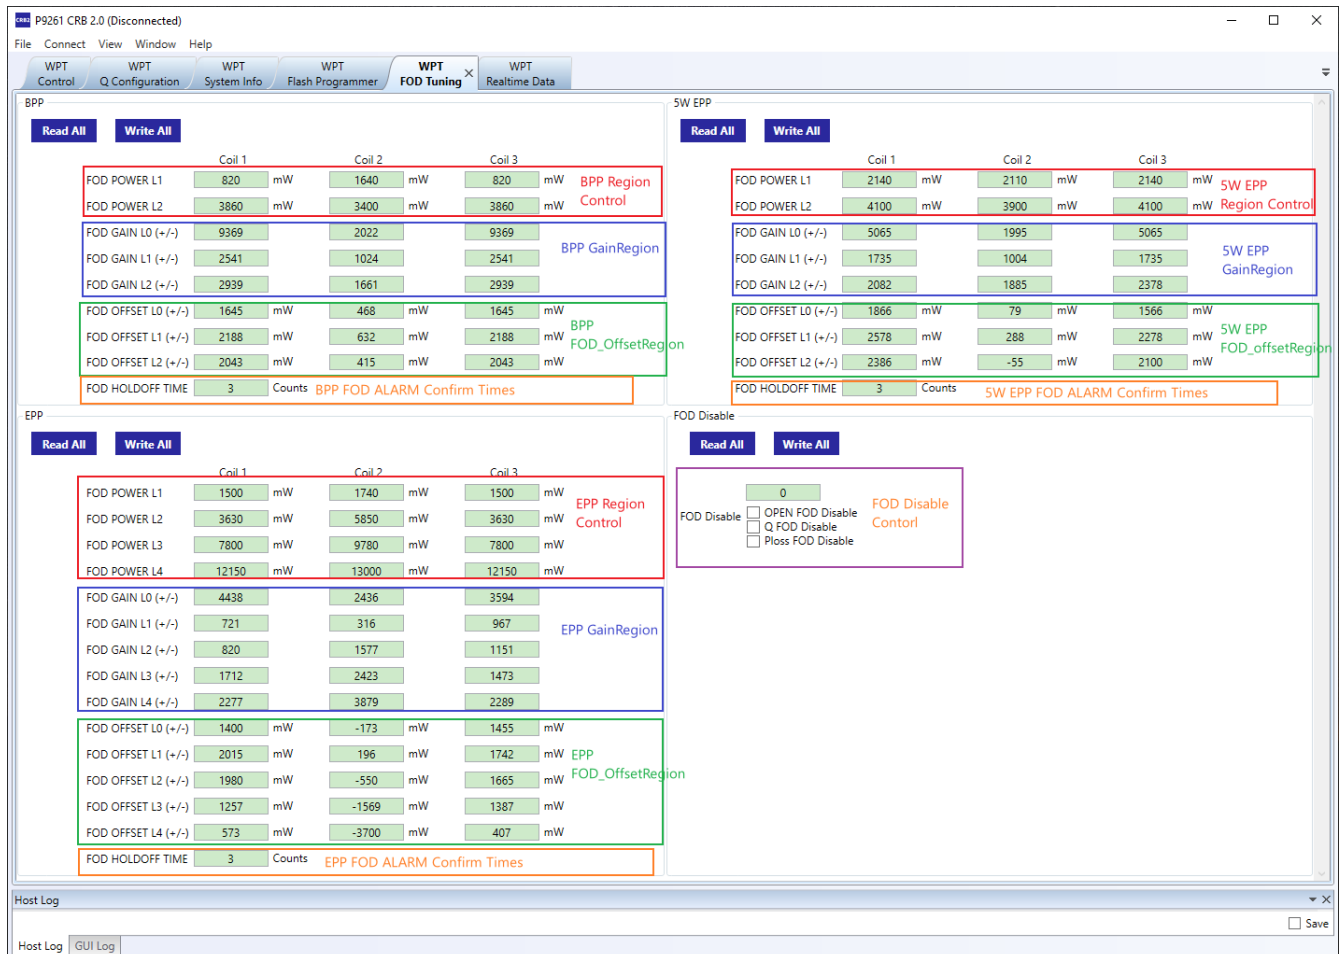 CRB2 P9261 CRB 2.0 (Disconnected)
File Connect View Window Help
WPT Control
WPT Q Configuration
WPT System Info
WPT Flash Programmer
WPT FOD Tuning
WPT Realtime Data
BPP
Read All Write All
Coil 1 Coil 2 Coil 3
FOD POWER L1 820 mW 1640 mW 820 mW
FOD POWER L2 3860 mW 3400 mW 3860 mW
BPP Region
Control
FOD GAIN L0 (+/-) 9369 2022 9369
FOD GAIN L1 (+/-) 2541 1024 2541
FOD GAIN L2 (+/-) 2939 1661 2939
BPP GainRegion
FOD OFFSET L0 (+/-) 1645 mW 468 mW 1645 mW
FOD OFFSET L1 (+/-) 2188 mW 632 mW 2188 mW
FOD OFFSET L2 (+/-) 2043 mW 415 mW 2043 mW
BPP
FOD_OffsetRegion
FOD HOLDOFF TIME 3 Counts BPP FOD ALARM Confirm Times
5W EPP
Read All Write All
Coil 1 Coil 2 Coil 3
FOD POWER L1 2140 mW 2110 mW 2140 mW
FOD POWER L2 4100 mW 3900 mW 4100 mW
5W EPP
Region Control
FOD GAIN L0 (+/-) 5065 1995 5065
FOD GAIN L1 (+/-) 1735 1004 1735
FOD GAIN L2 (+/-) 2082 1885 2378
5W EPP
GainRegion
FOD OFFSET L0 (+/-) 1866 mW 79 mW 1566 mW
FOD OFFSET L1 (+/-) 2578 mW 288 mW 2278 mW
FOD OFFSET L2 (+/-) 2386 mW -55 mW 2100 mW
5W EPP
FOD_offsetRegion
FOD HOLDOFF TIME 3 Counts 5W EPP FOD ALARM Confirm Times
EPP
Read All Write All
Coil 1 Coil 2 Coil 3
FOD POWER L1 1500 mW 1740 mW 1500 mW
FOD POWER L2 3630 mW 5850 mW 3630 mW
FOD POWER L3 7800 mW 9780 mW 7800 mW
FOD POWER L4 12150 mW 13000 mW 12150 mW
EPP Region
Control
FOD GAIN L0 (+/-) 4438 2436 3594
FOD GAIN L1 (+/-) 721 316 967
FOD GAIN L2 (+/-) 820 1577 1151
FOD GAIN L3 (+/-) 1712 2423 1473
FOD GAIN L4 (+/-) 2277 3879 2289
EPP GainRegion
FOD OFFSET L0 (+/-) 1400 mW -173 mW 1455 mW
FOD OFFSET L1 (+/-) 2015 mW 196 mW 1742 mW
FOD OFFSET L2 (+/-) 1980 mW -550 mW 1665 mW
FOD OFFSET L3 (+/-) 1257 mW -1569 mW 1387 mW
FOD OFFSET L4 (+/-) 573 mW -3700 mW 407 mW
EPP
FOD_OffsetRegion
FOD HOLDOFF TIME 3 Counts EPP FOD ALARM Confirm Times
FOD Disable
Read All Write All
0
FOD Disable
OPEN FOD Disable
Q FOD Disable
Ploss FOD Disable
FOD Disable
Contorl
Host Log
Save
Host Log GUI Log